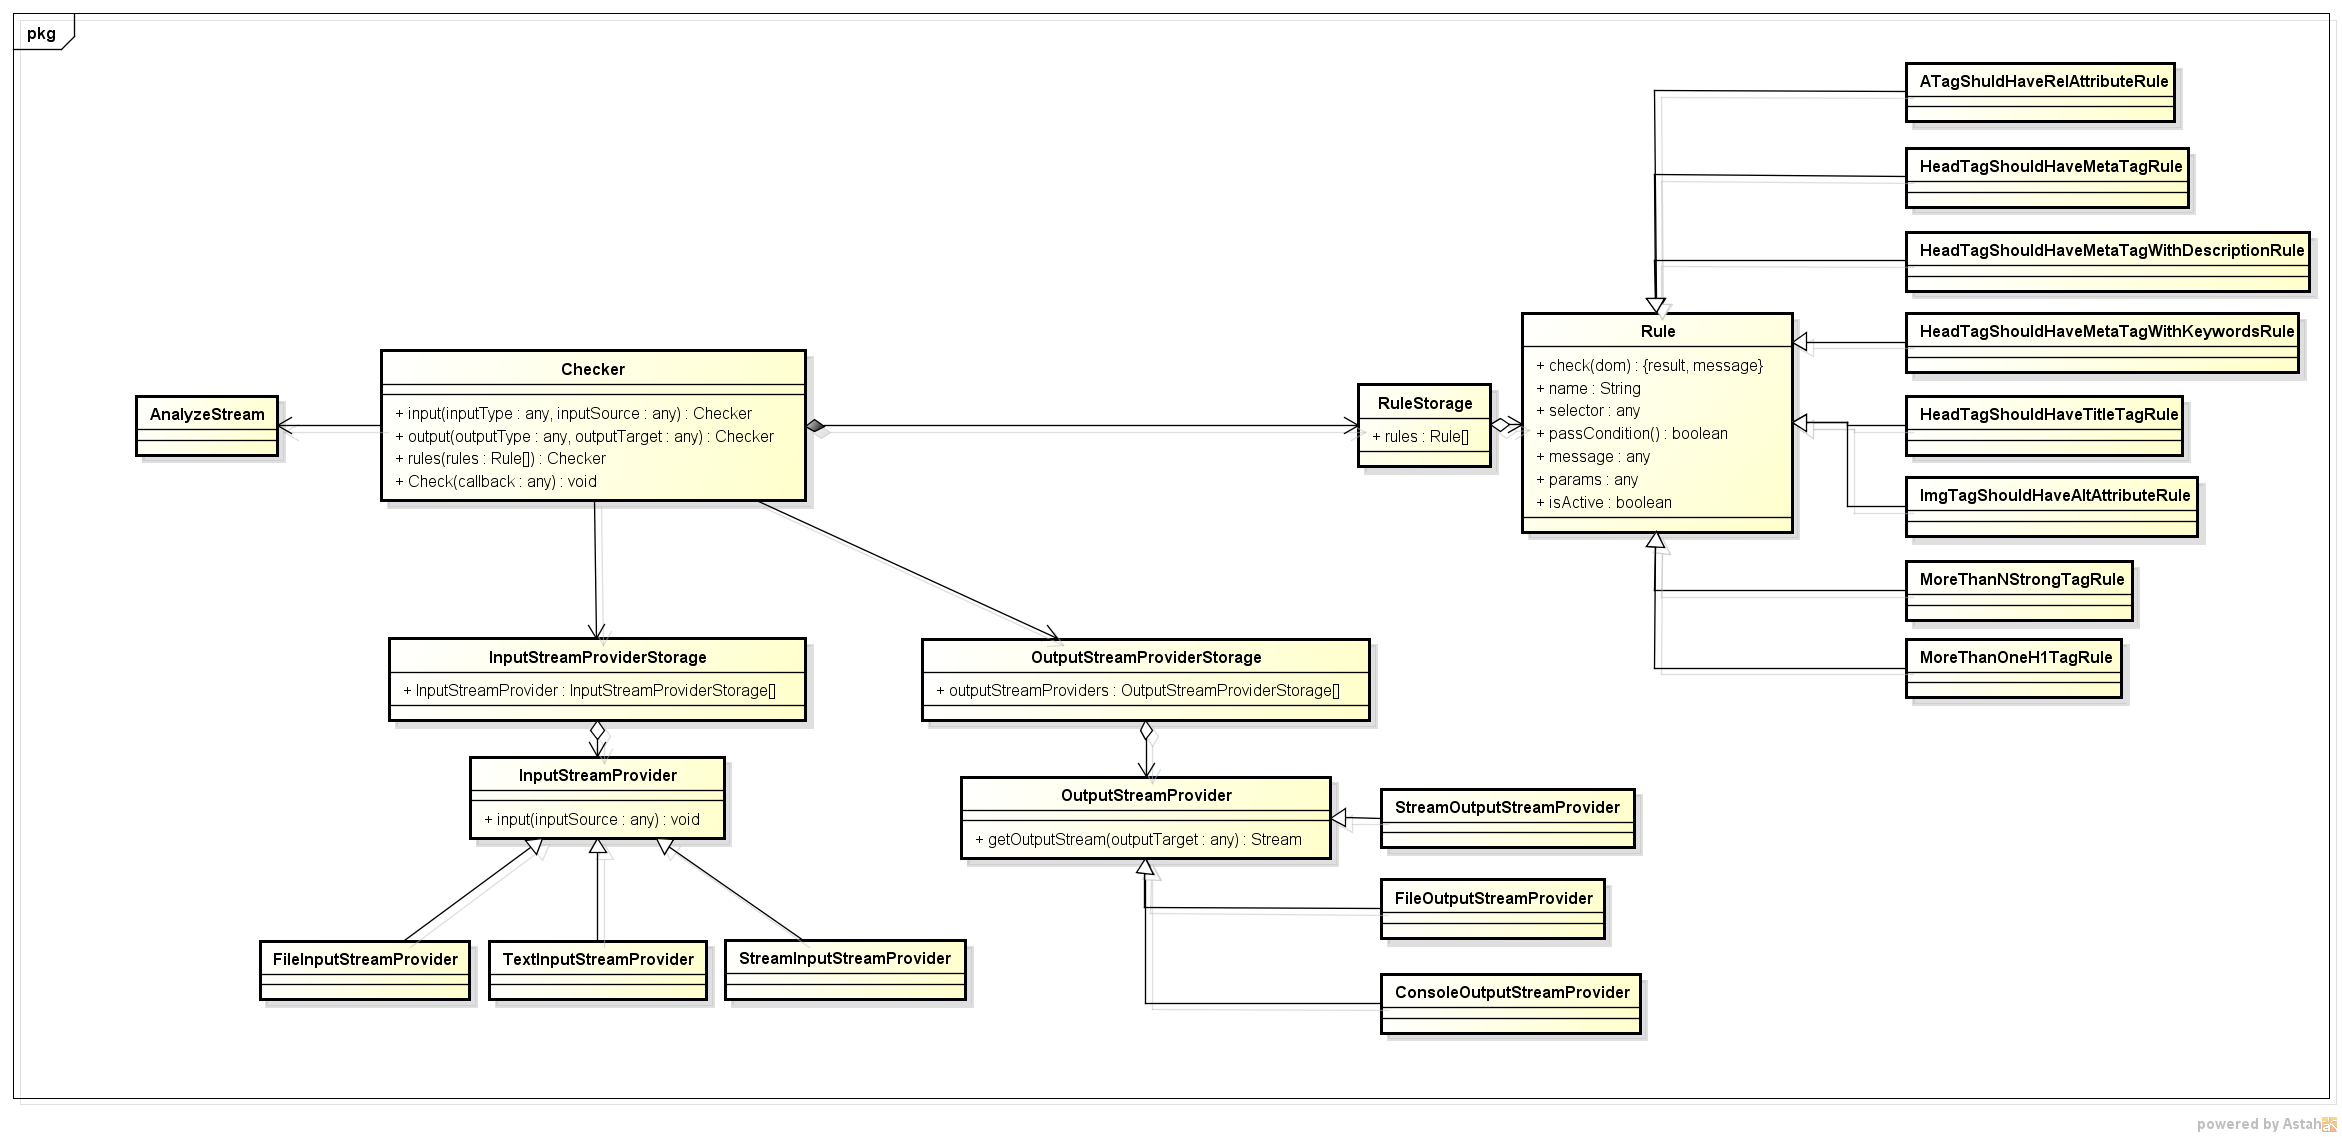 pkg
ATagShuldHaveRelAttributeRule
HeadTagShouldHaveMetaTagRule
HeadTagShouldHaveMetaTagWithDescriptionRule
HeadTagShouldHaveMetaTagWithKeywordsRule
HeadTagShouldHaveTitleTagRule
ImgTagShouldHaveAltAttributeRule
MoreThanNStrongTagRule
MoreThanOneH1TagRule
Rule
+ check(dom) : {result, message}
+ name : String
+ selector : any
+ passCondition() : boolean
+ message : any
+ params : any
+ isActive : boolean
RuleStorage
+ rules : Rule[]
Checker
+ input(inputType : any, inputSource : any) : Checker
+ output(outputType : any, outputTarget : any) : Checker
+ rules(rules : Rule[]) : Checker
+ Check(callback : any) : void
AnalyzeStream
InputStreamProviderStorage
+ InputStreamProvider : InputStreamProviderStorage[]
OutputStreamProviderStorage
+ outputStreamProviders : OutputStreamProviderStorage[]
InputStreamProvider
+ input(inputSource : any) : void
OutputStreamProvider
+ getOutputStream(outputTarget : any) : Stream
StreamOutputStreamProvider
FileOutputStreamProvider
ConsoleOutputStreamProvider
FileInputStreamProvider
TextInputStreamProvider
StreamInputStreamProvider
powered by Astah